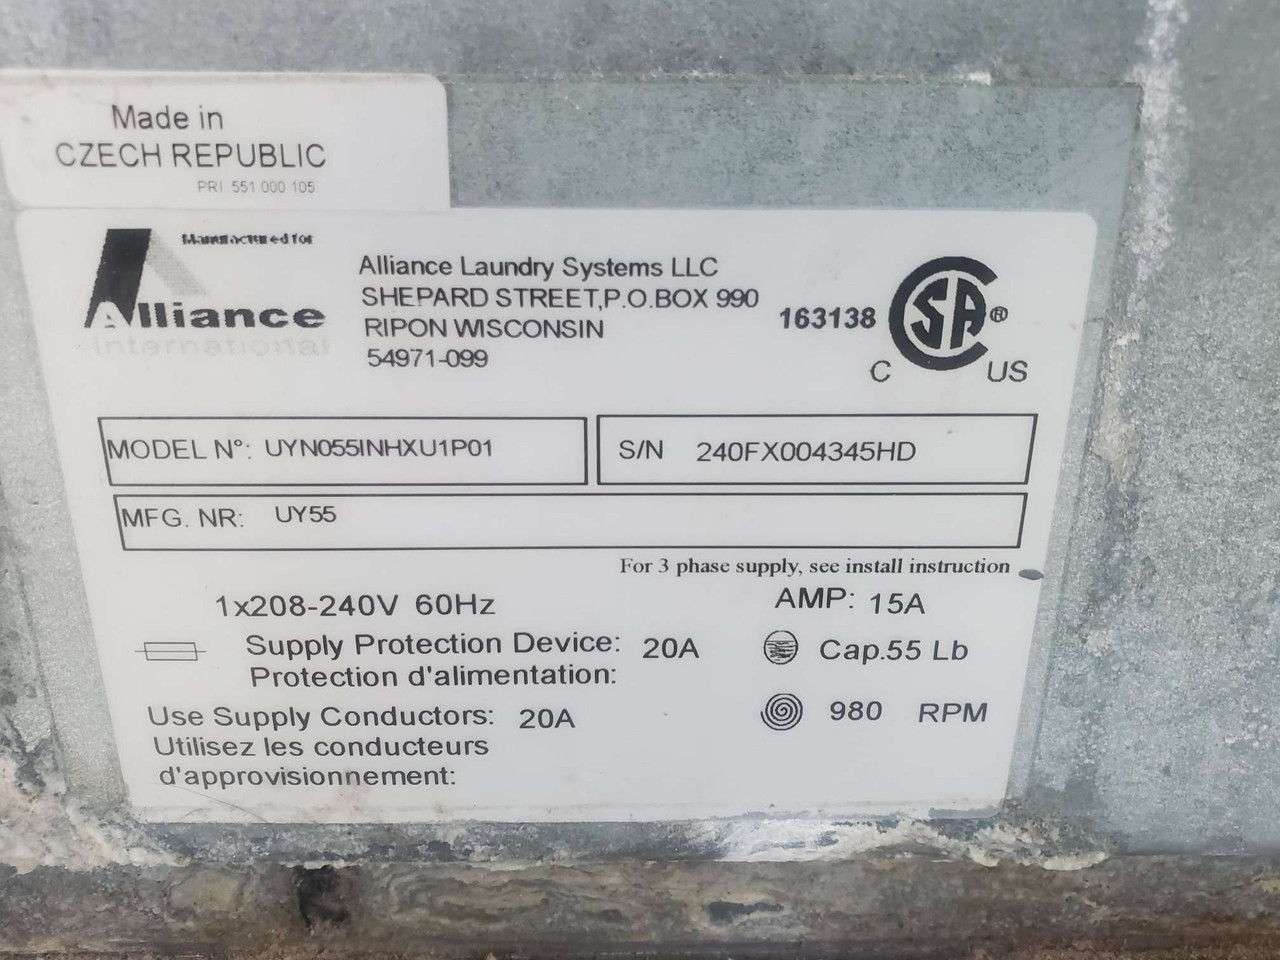 Made in
CZECH REPUBLIC
PRI 551 000 105
Manufactured for
Alliance
International
Alliance Laundry Systems LLC
SHEPARD STREET,P.O.BOX 990
RIPON WISCONSIN
54971-099
163138
CSA®
C US
MODEL Nº: UYN055INHXU1P01
S/N 240FX004345HD
MFG. NR: UY55
For 3 phase supply, see install instruction
1x208-240V 60Hz
AMP: 15A
Supply Protection Device: 20A
Protection d'alimentation:
Cap.55 Lb
Use Supply Conductors: 20A
Utilisez les conducteurs
d'approvisionnement:
980 RPM